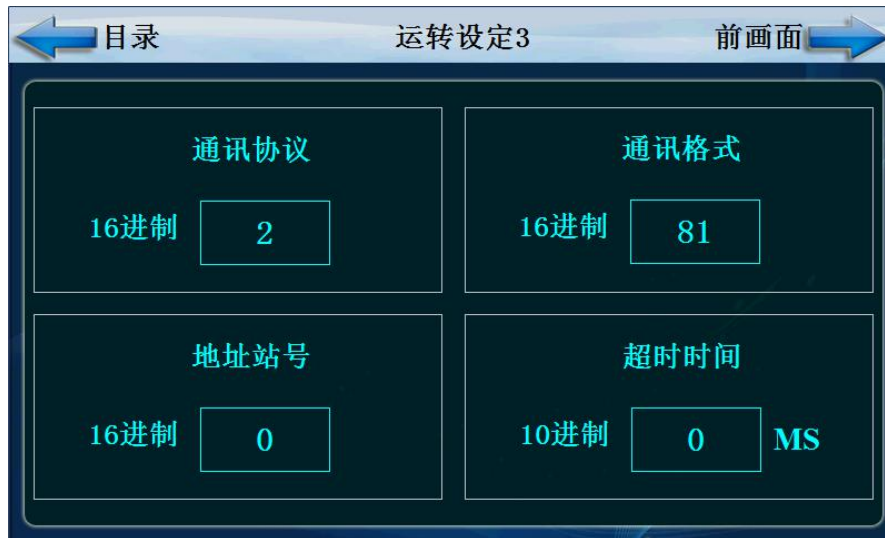 目录 运转设定3 前画面
通讯协议 通讯格式
16进制 2 16进制 81
地址站号 超时时间
16进制 0 10进制 0 MS